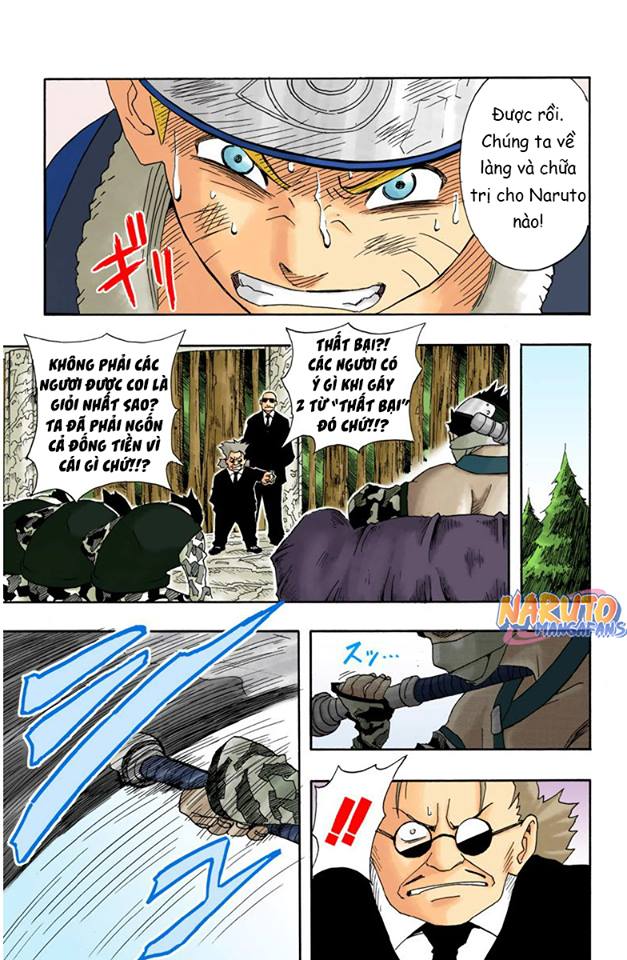 Được rồi.
Chúng ta về
làng và chữa
trị cho Naruto
nào!
ギリ
THẤT BẠI?!
CÁC NGƯƠI CÓ
Ý GÌ KHI GÁY
2 TỪ "THẤT BẠI"
ĐÓ CHỨ!!?
KHÔNG PHẢI CÁC
NGƯƠI ĐƯỢC COI LÀ
GIỎI NHẤT SAO?
TA ĐÃ PHẢI NGỐN
CẢ ĐỐNG TIỀN VÌ
CÁI GÌ CHỨ!!?
NARUTO
MANGAFANS
スッ…
!!